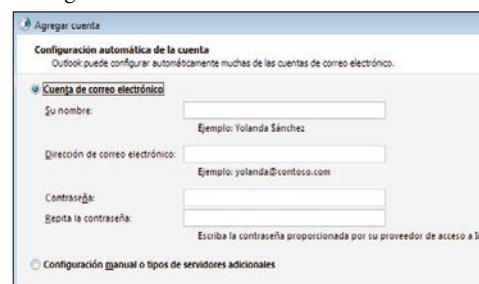 Agregar cuenta
Configuración automática de la cuenta
Outlook puede configurar automáticamente muchas de las cuentas de correo electrónico.
Cuenta de correo electrónico
Su nombre:
Ejemplo: Yolanda Sánchez
Dirección de correo electrónico:
Ejemplo: yolanda@contoso.com
Contraseña:
Repita la contraseña:
Escriba la contraseña proporcionada por su proveedor de acceso a
Configuración manual o tipos de servidores adicionales